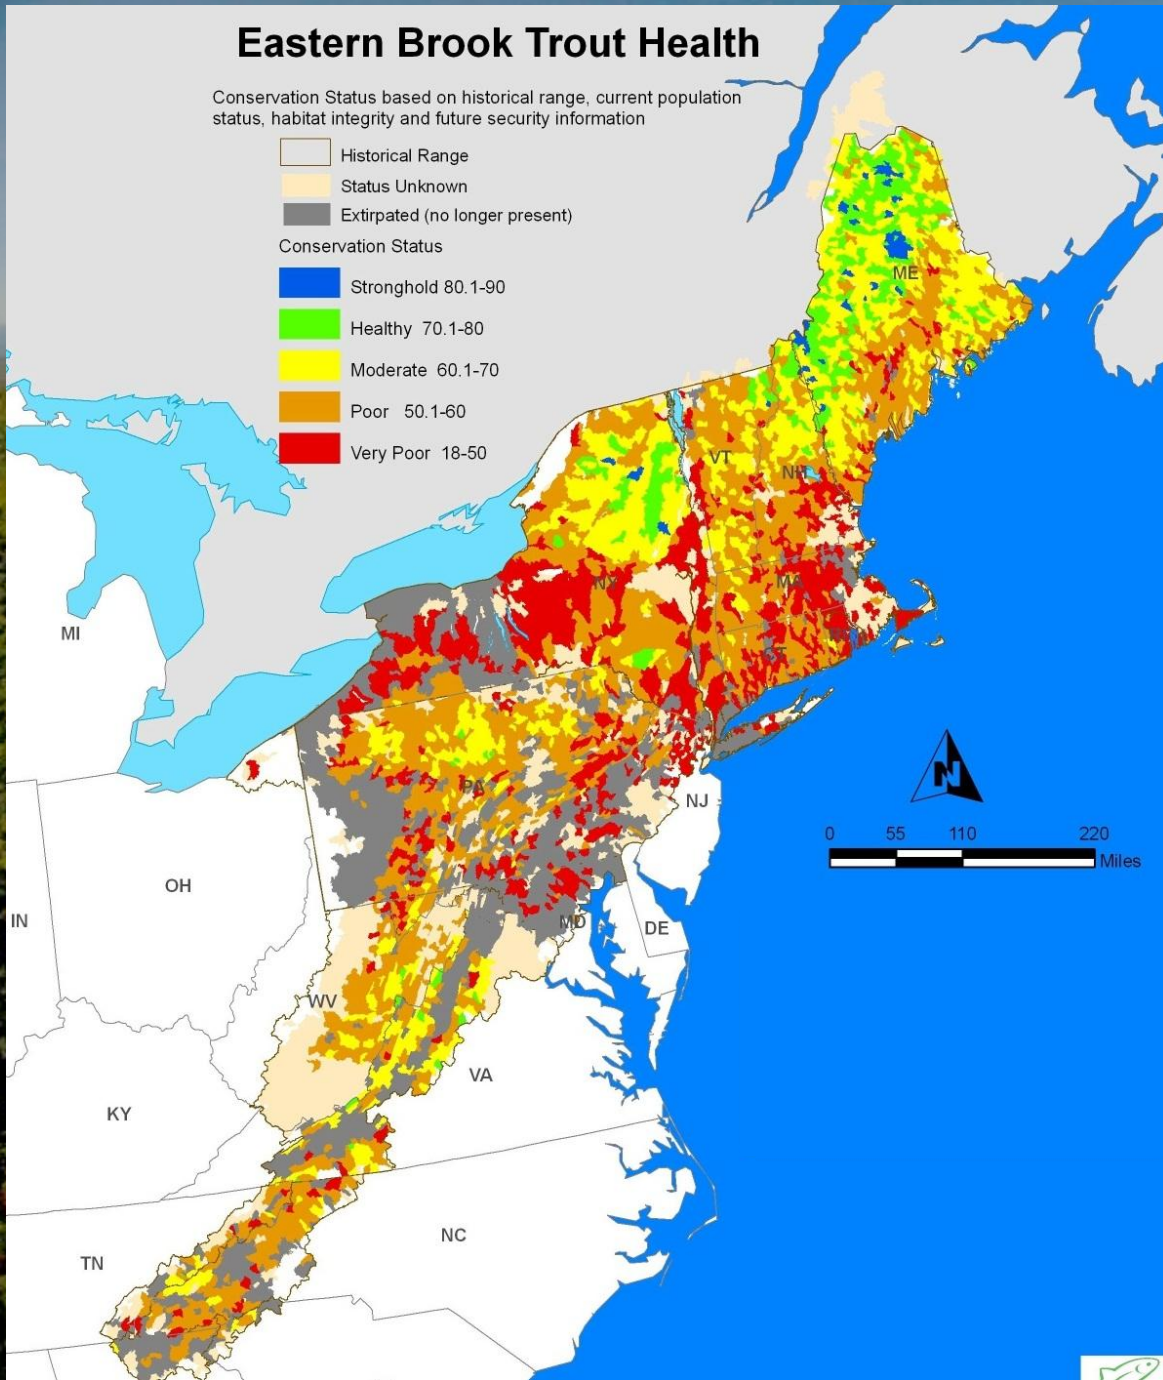 Eastern Brook Trout Health
Conservation Status based on historical range, current population
status, habitat integrity and future security information
Historical Range
Status Unknown
Extirpated (no longer present)
Conservation Status
Stronghold 80.1-90
Healthy 70.1-80
Moderate 60.1-70
Poor 50.1-60
Very Poor 18-50
ME
VT
NH
NY
MA
CT
MI
PA
NJ
N
0 55 110 220
Miles
OH
IN
MD
DE
WV
VA
KY
NC
TN